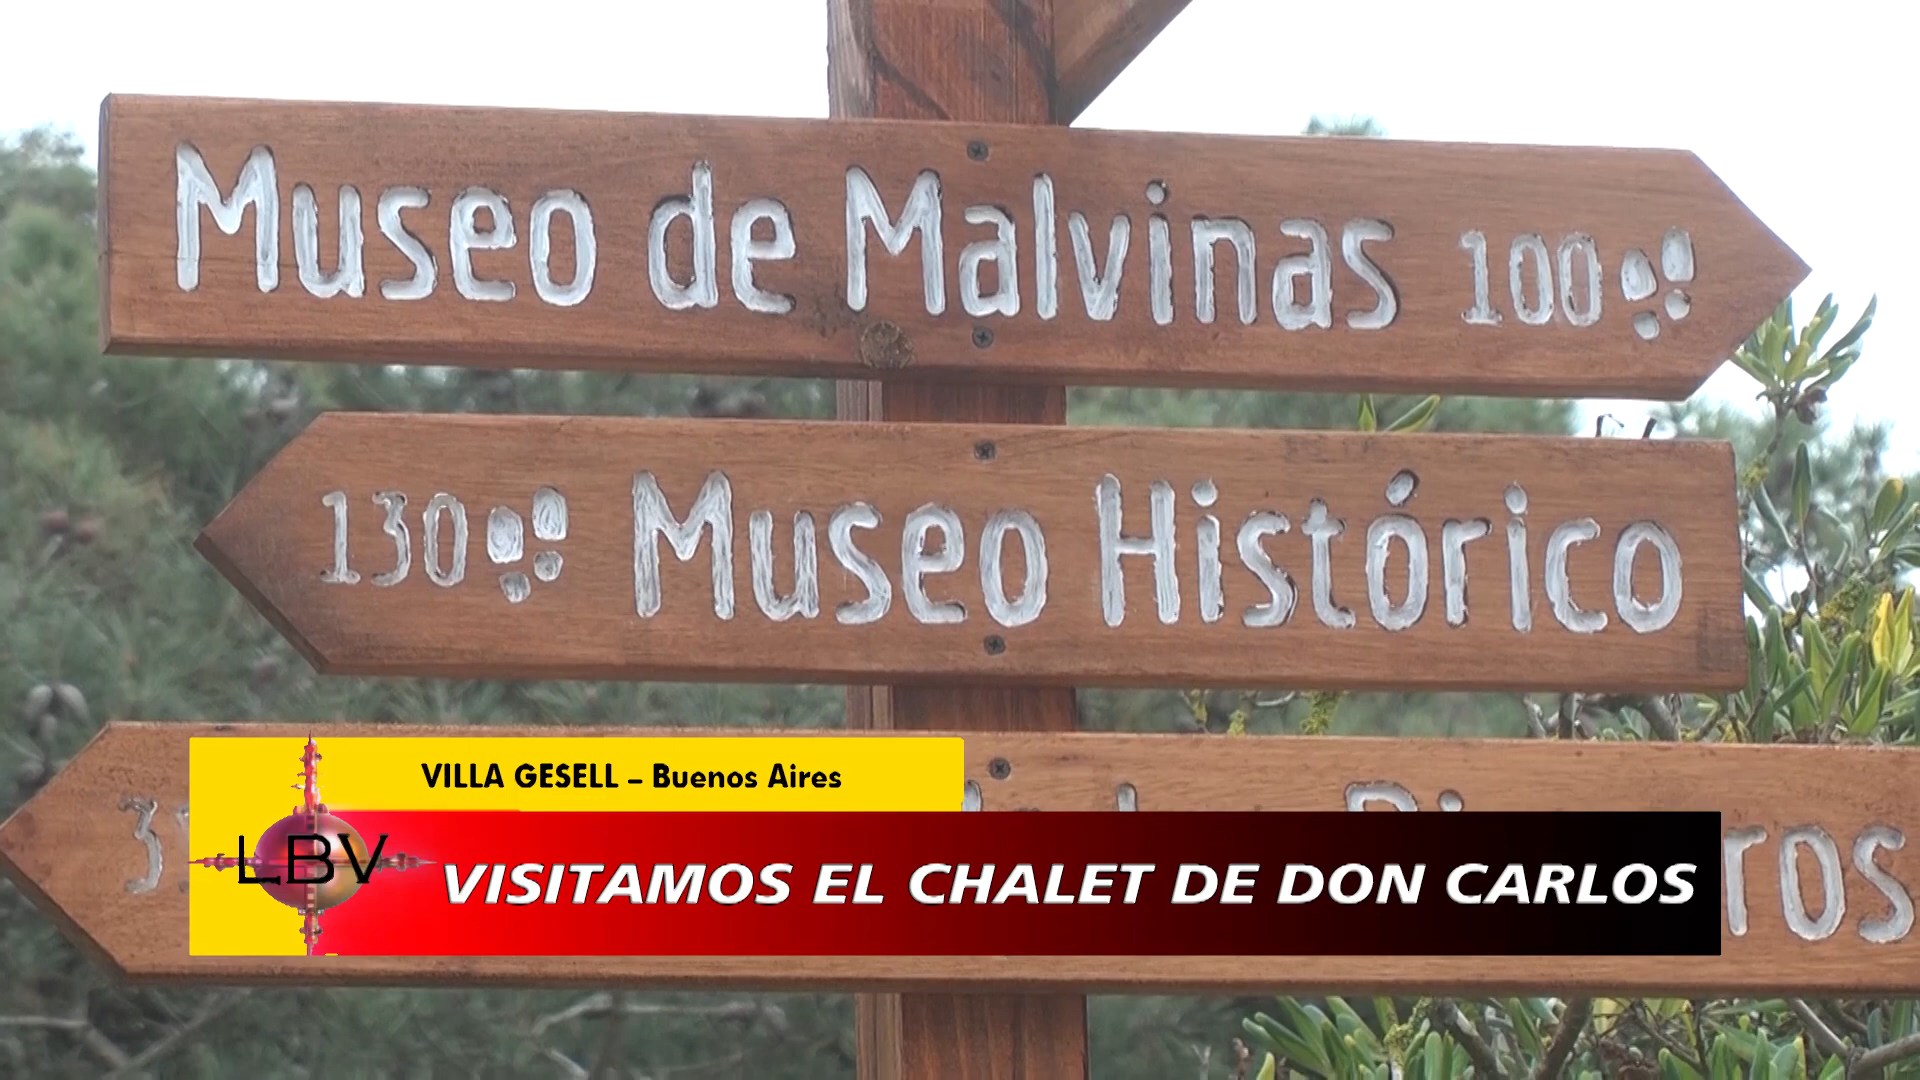 Museo de Malvinas 100
130 Museo Histórico
VILLA GESELL – Buenos Aires
LBV
VISITAMOS EL CHALET DE DON CARLOS